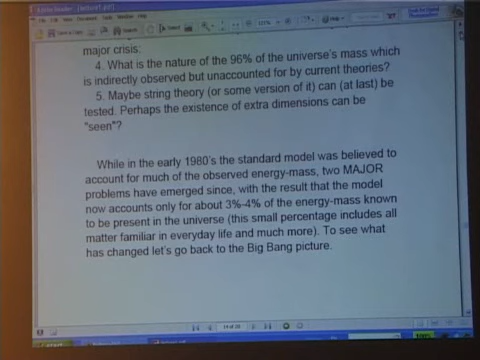 major crisis:
4. What is the nature of the 96% of the universe's mass which
is indirectly observed but unaccounted for by current theories?
5. Maybe string theory (or some version of it) can (at last) be
tested. Perhaps the existence of extra dimensions can be
"seen"?
While in the early 1980's the standard model was believed to
account for much of the observed energy-mass, two MAJOR
problems have emerged since, with the result that the model
now accounts only for about 3%-4% of the energy-mass known
to be present in the universe (this small percentage includes all
matter familiar in everyday life and much more). To see what
has changed let's go back to the Big Bang picture.